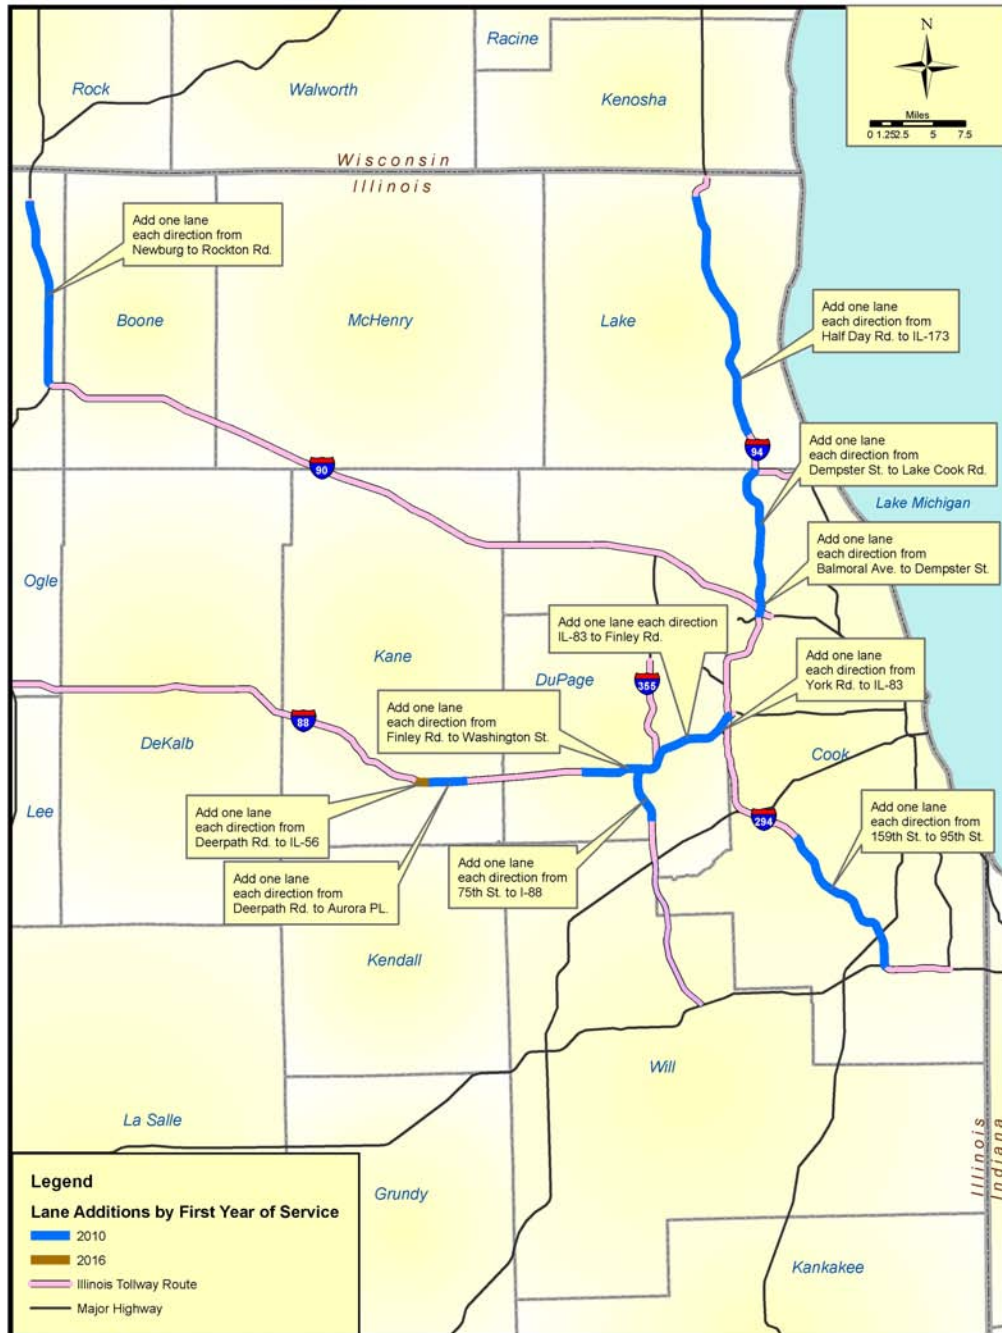 Racine
N
Rock
Walworth
Kenosha
Miles
0 1.252.5 5 7.5
Wisconsin
Illinois
Add one lane
each direction from
Newburg to Rockton Rd.
Boone
McHenry
Lake
Add one lane
each direction from
Half Day Rd. to IL-173
94
Add one lane
each direction from
Dempster St. to Lake Cook Rd.
90
Lake Michigan
Add one lane
each direction from
Balmoral Ave. to Dempster St.
Ogle
Add one lane each direction
IL-83 to Finley Rd.
Kane
DuPage
355
Add one lane
each direction from
York Rd. to IL-83
Add one lane
each direction from
Finley Rd. to Washington St.
88
DeKalb
Cook
Lee
Add one lane
each direction from
Deerpath Rd. to IL-56
294
Add one lane
each direction from
159th St. to 95th St.
Add one lane
each direction from
Deerpath Rd. to Aurora PL.
Add one lane
each direction from
75th St. to I-88
Kendall
Will
La Salle
Illinois
Indiana
Grundy
Kankakee
Legend
Lane Additions by First Year of Service
2010
2016
Illinois Tollway Route
Major Highway